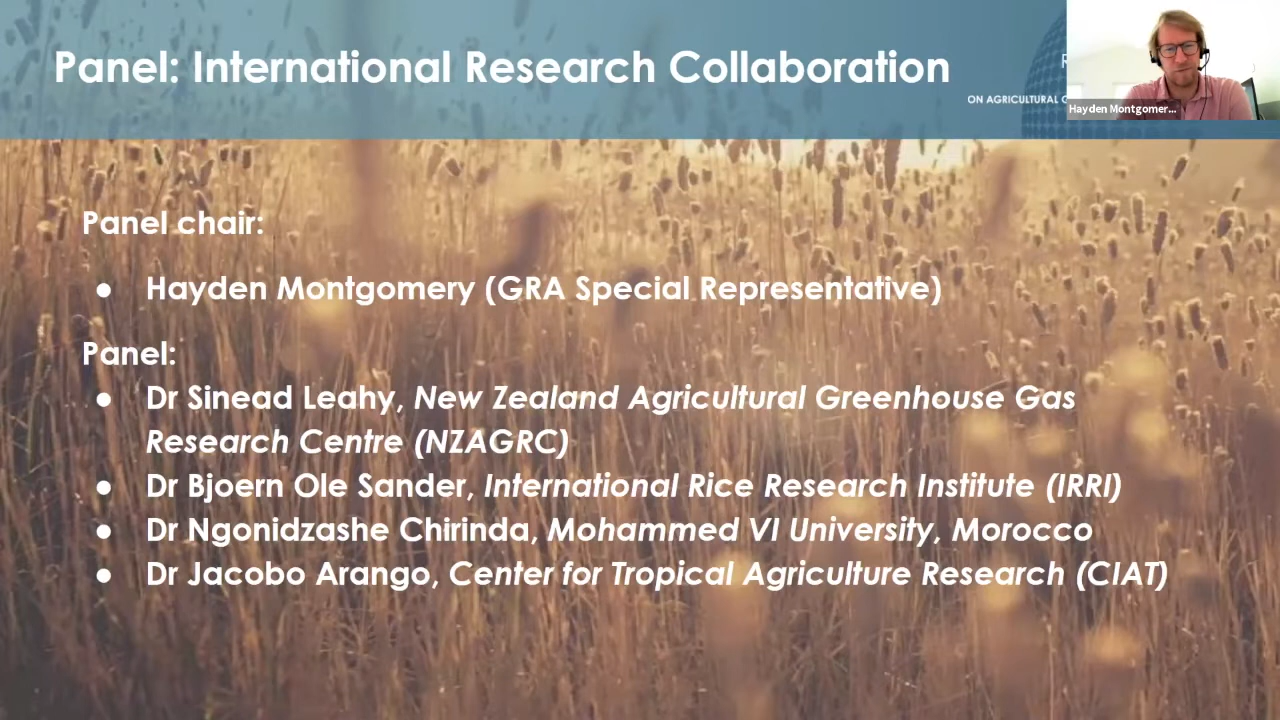 Panel: International Research Collaboration
ON AGRICULTURAL
Hayden Montgomer...
Panel chair:
● Hayden Montgomery (GRA Special Representative)
Panel:
● Dr Sinead Leahy, New Zealand Agricultural Greenhouse Gas
Research Centre (NZAGRC)
● Dr Bjoern Ole Sander, International Rice Research Institute (IRRI)
● Dr Ngonidzashe Chirinda, Mohammed VI University, Morocco
● Dr Jacobo Arango, Center for Tropical Agriculture Research (CIAT)